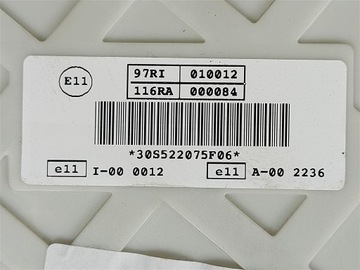 E11
97RI 010012
116RA 000084
*30S522075F06*
e11 I-00 0012 e11 A-00 2236